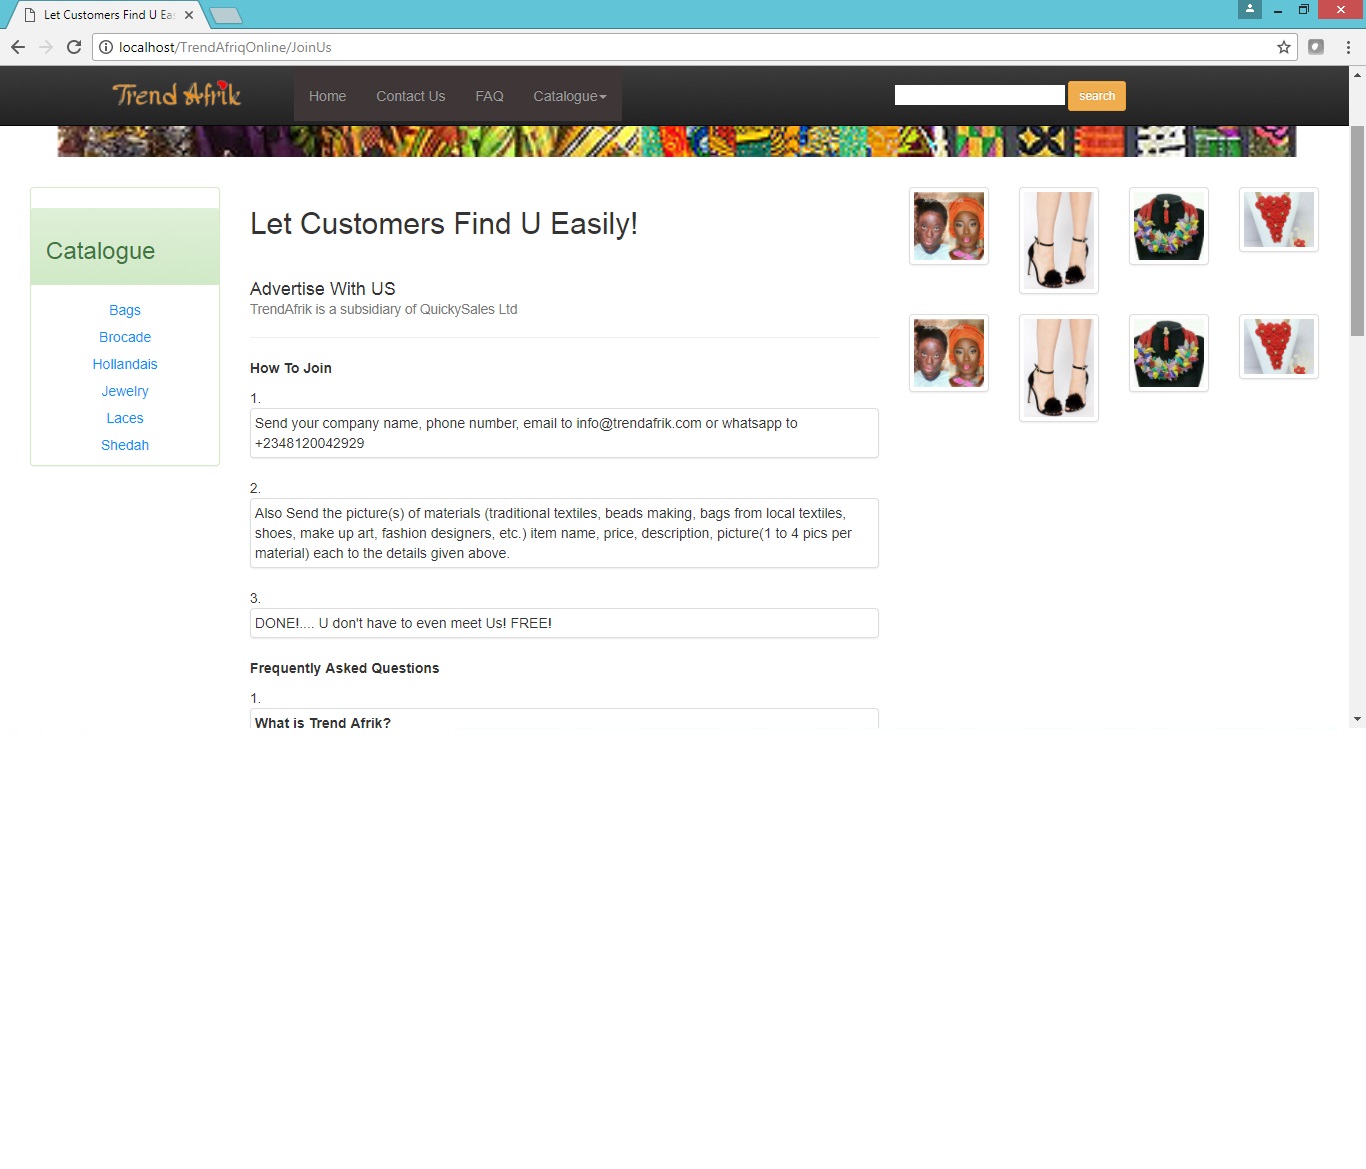 Let Customers Find U Eas
localhost/TrendAfriqOnline/JoinUs
Trend Afrik
Home
Contact Us
FAQ
Catalogue
search
Catalogue
Bags
Brocade
Hollandais
Jewelry
Laces
Shedah
Let Customers Find U Easily!
Advertise With US
TrendAfrik is a subsidiary of QuickySales Ltd
How To Join
1.
Send your company name, phone number, email to info@trendafrik.com or whatsapp to
+2348120042929
2.
Also Send the picture(s) of materials (traditional textiles, beads making, bags from local textiles,
shoes, make up art, fashion designers, etc.) item name, price, description, picture(1 to 4 pics per
material) each to the details given above.
3.
DONE!.... U don't have to even meet Us! FREE!
Frequently Asked Questions
1.
What is Trend Afrik?